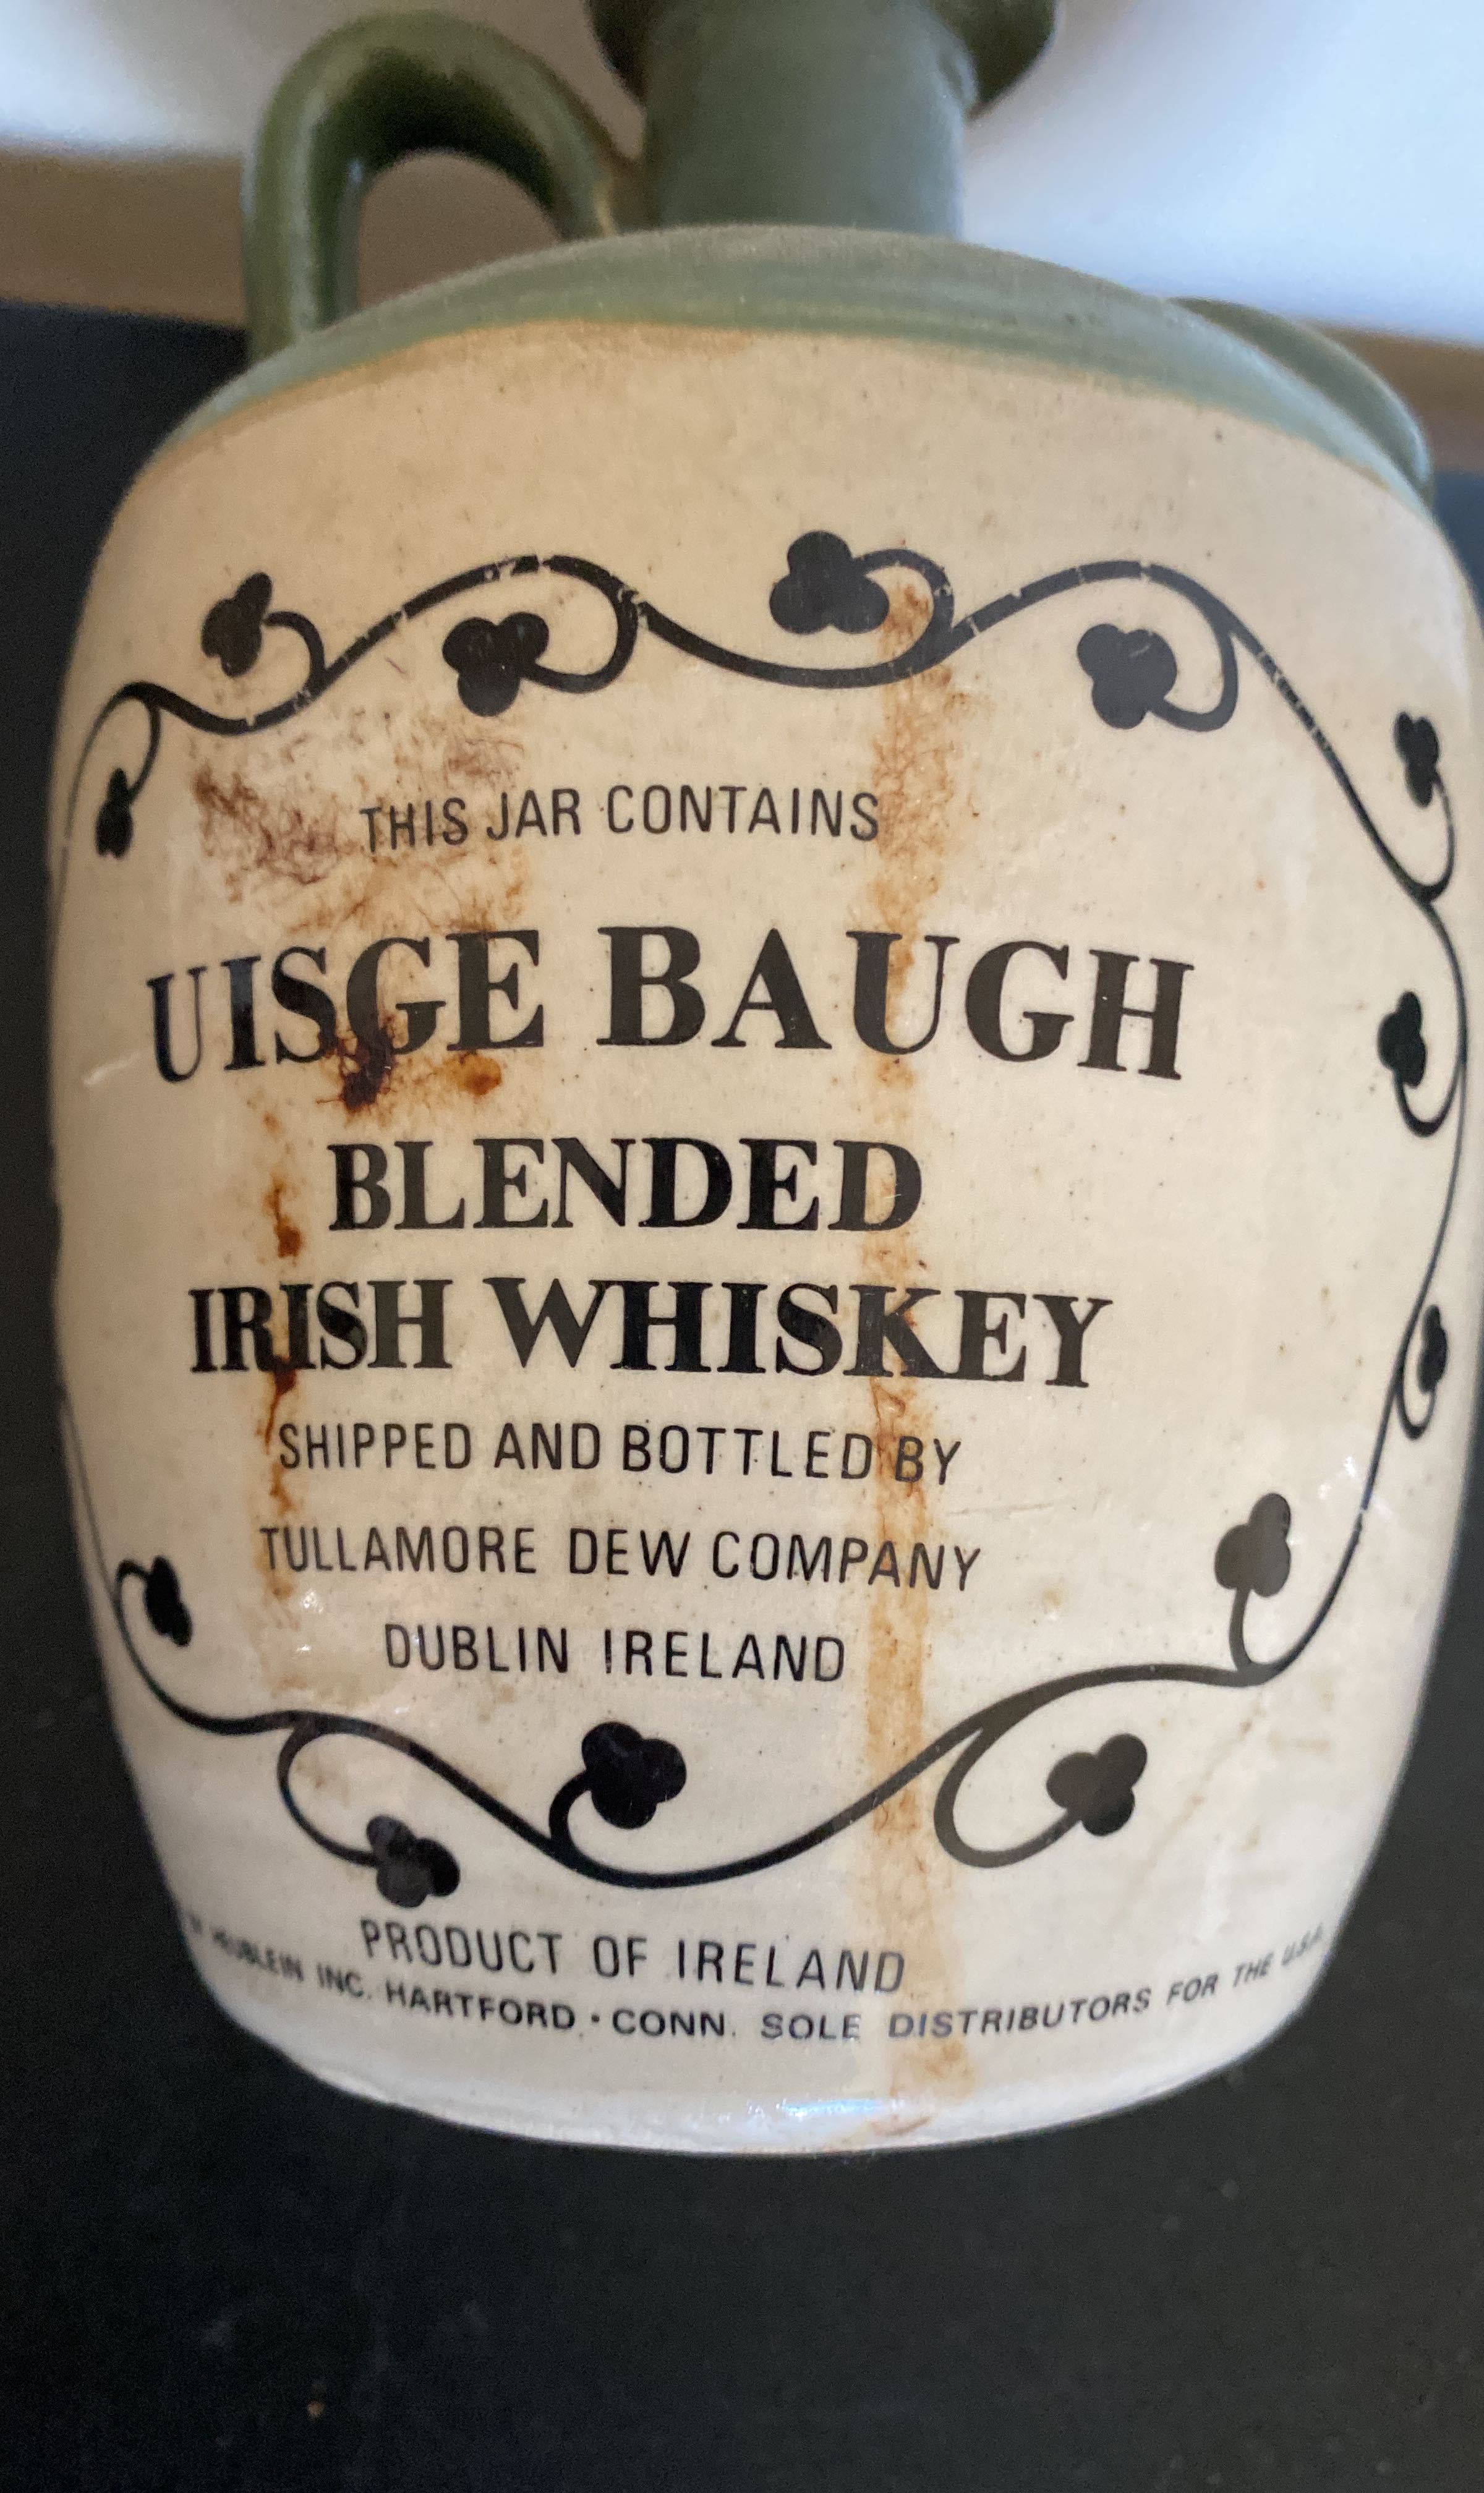 THIS JAR CONTAINS
UISGE BAUGH
BLENDED
IRISH WHISKEY
SHIPPED AND BOTTLED BY
TULLAMORE DEW COMPANY
DUBLIN IRELAND
PRODUCT OF IRELAND
HEUBLEIN INC. HARTFORD · CONN. SOLE DISTRIBUTORS FOR THE U.S.A.